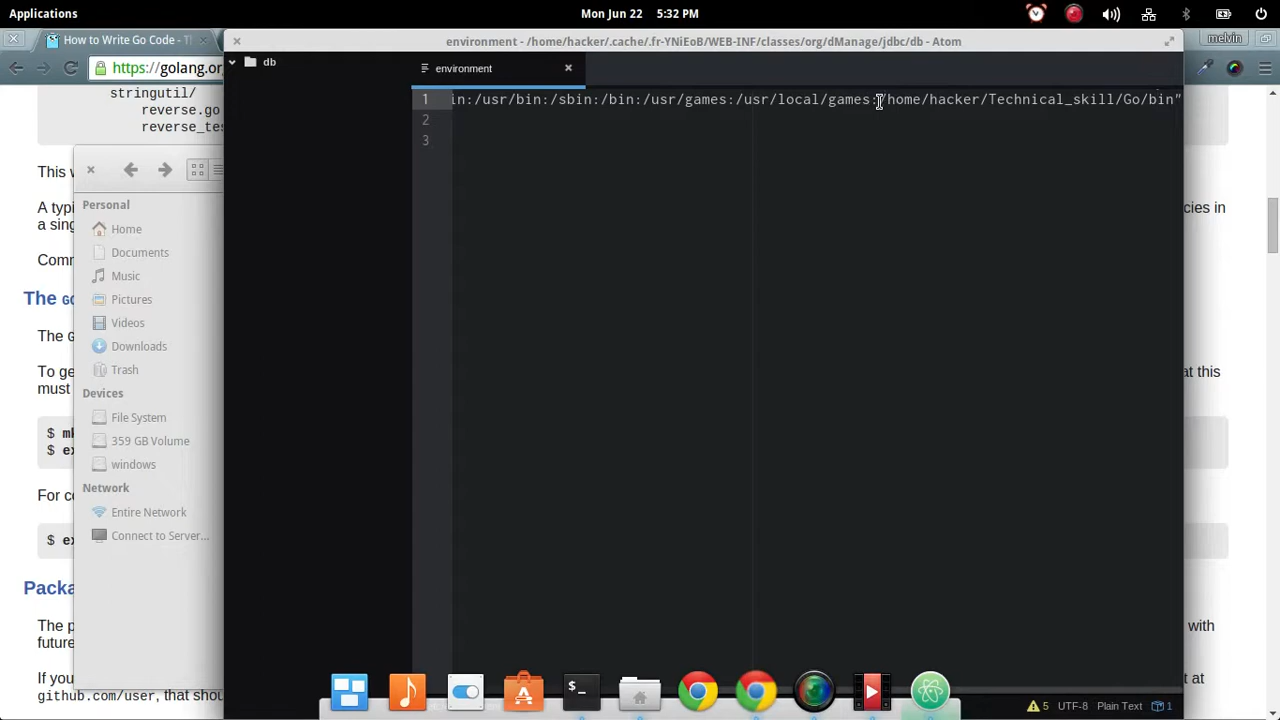 Applications
Mon Jun 22 5:32 PM
How to Write Go Code - T
melvin
https://golang.or
environment - /home/hacker/.cache/.fr-YNiEoB/WEB-INF/classes/org/dManage/jdbc/db - Atom
db
environment
1 in:/usr/bin:/sbin:/bin:/usr/games:/usr/local/games:/home/hacker/Technical_skill/Go/bin"
2
3
stringutil/
reverse.go
reverse_tes
This w
A typi
cies in
a sing
Comm
The GO
The G
To ge
at this
must
$ mk
$ ex
For co
$ ex
Packa
The p
with
future
If you
at
github.com/user, that shou
Personal
Home
Documents
Music
Pictures
Videos
Downloads
Trash
Devices
File System
359 GB Volume
windows
Network
Entire Network
Connect to Server...
5
UTF-8
Plain Text
1